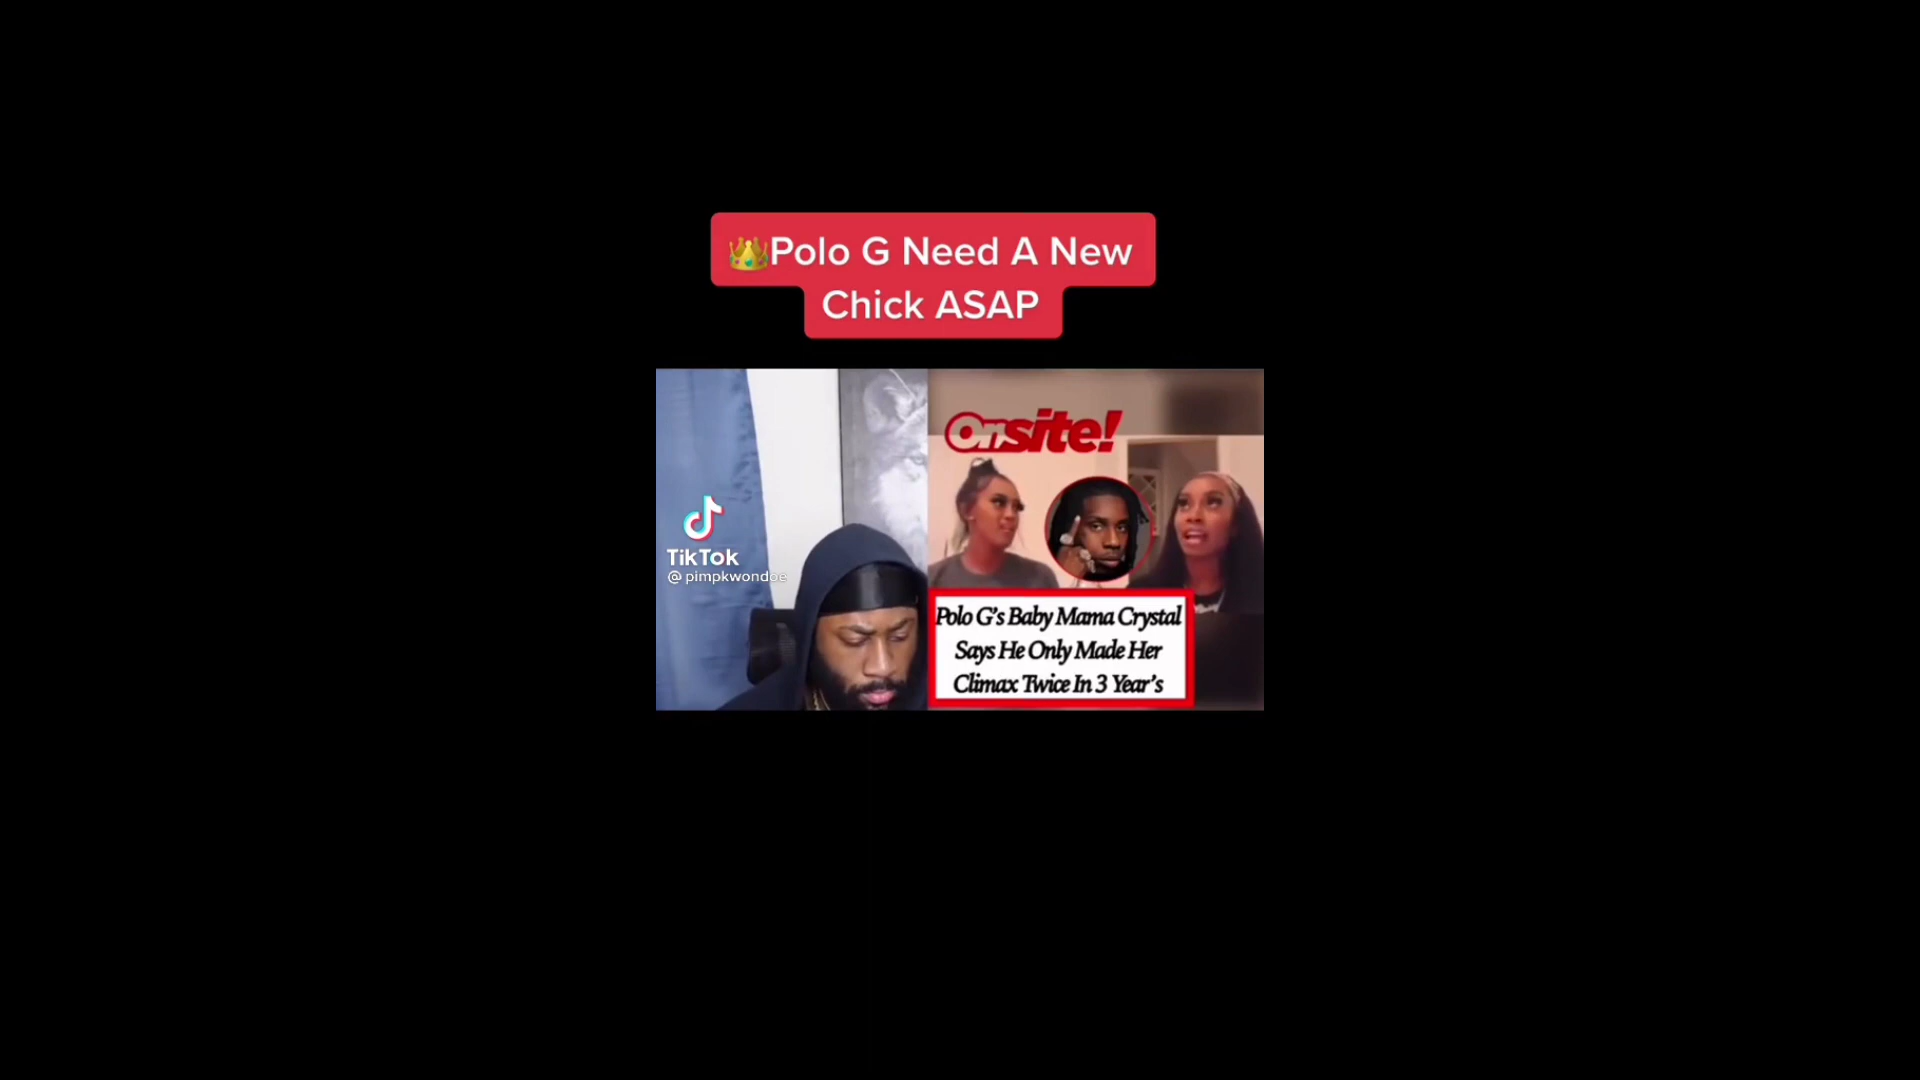 👑Polo G Need A New
Chick ASAP
Onsite!
TikTok
@pimpkwondoe
Polo G's Baby Mama Crystal
Says He Only Made Her
Climax Twice In 3 Year's